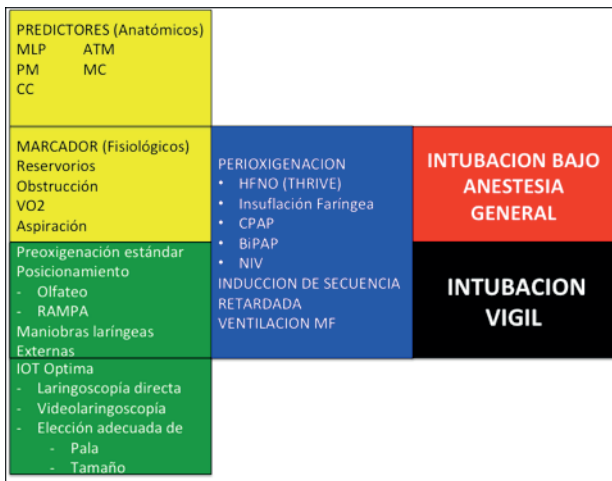 PREDICTORES (Anatómicos)
MLP ATM
PM MC
CC
MARCADOR (Fisiológicos)
Reservorios
Obstrucción
VO2
Aspiración
Preoxigenación estándar
Posicionamiento
- Olfateo
- RAMPA
Maniobras laríngeas
Externas
IOT Optima
- Laringoscopía directa
- Videolaringoscopía
- Elección adecuada de
- Pala
- Tamaño
PERIOXIGENACION
• HFNO (THRIVE)
• Insuflación Faríngea
• CPAP
• BiPAP
• NIV
INDUCCION DE SECUENCIA
RETARDADA
VENTILACION MF
INTUBACION BAJO
ANESTESIA
GENERAL
INTUBACION
VIGIL